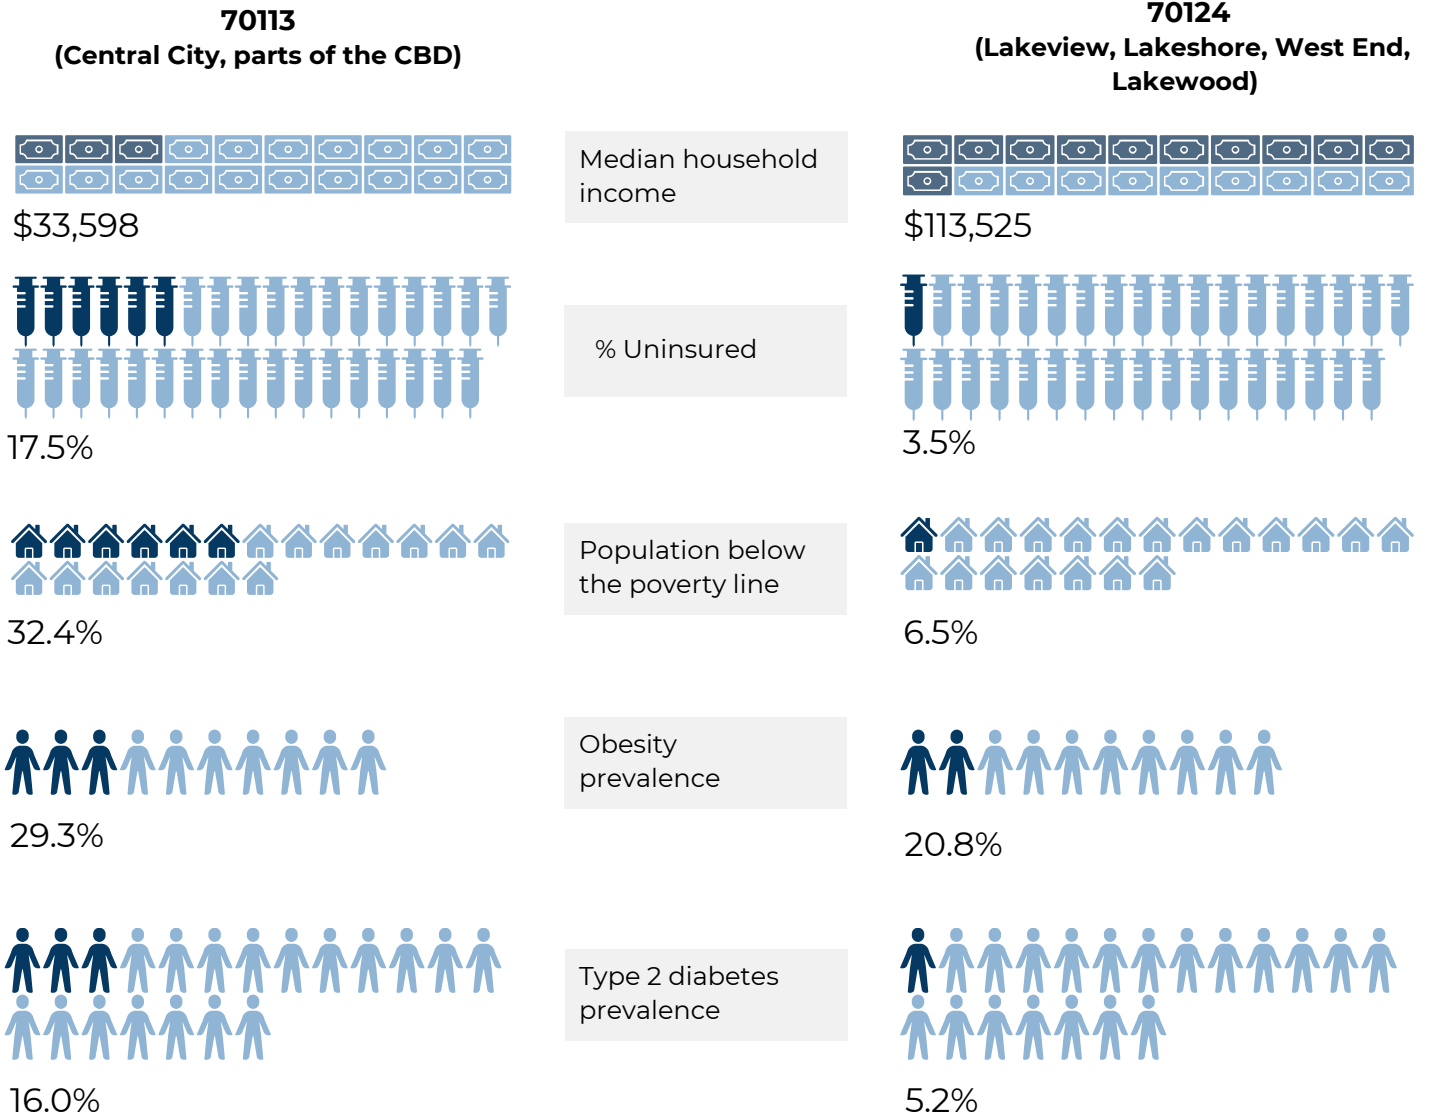 70113
(Central City, parts of the CBD)
70124
(Lakeview, Lakeshore, West End,
Lakewood)
Median household
income
$33,598
$113,525
% Uninsured
17.5%
3.5%
Population below
the poverty line
32.4%
6.5%
Obesity
prevalence
29.3%
20.8%
Type 2 diabetes
prevalence
16.0%
5.2%